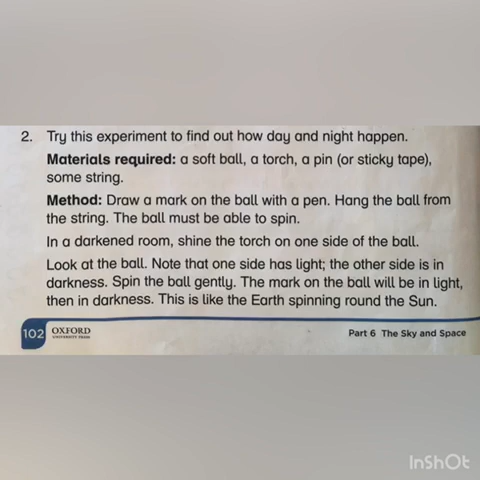 2. Try this experiment to find out how day and night happen.
Materials required: a soft ball, a torch, a pin (or sticky tape),
some string.
Method: Draw a mark on the ball with a pen. Hang the ball from
the string. The ball must be able to spin.
In a darkened room, shine the torch on one side of the ball.
Look at the ball. Note that one side has light; the other side is in
darkness. Spin the ball gently. The mark on the ball will be in light,
then in darkness. This is like the Earth spinning round the Sun.
102 OXFORD
UNIVERSITY PRESS
Part 6 The Sky and Space
InShOt